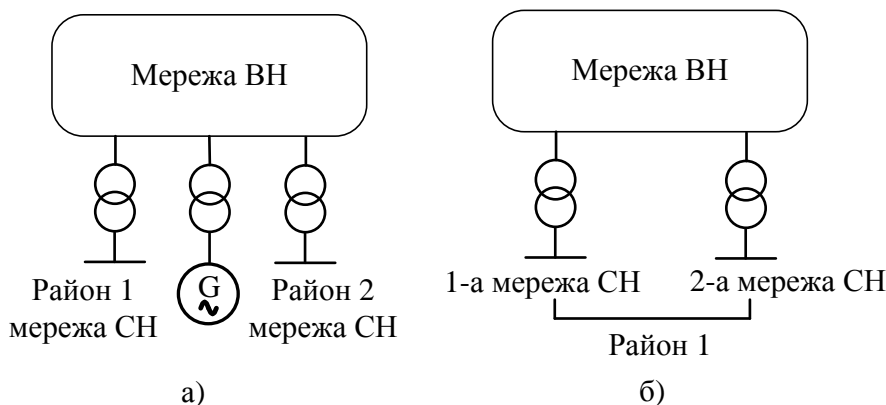 Мережа ВН
Район 1
мережа СН
G
Район 2
мережа СН
а)
Мережа ВН
1-а мережа СН
2-а мережа СН
Район 1
б)